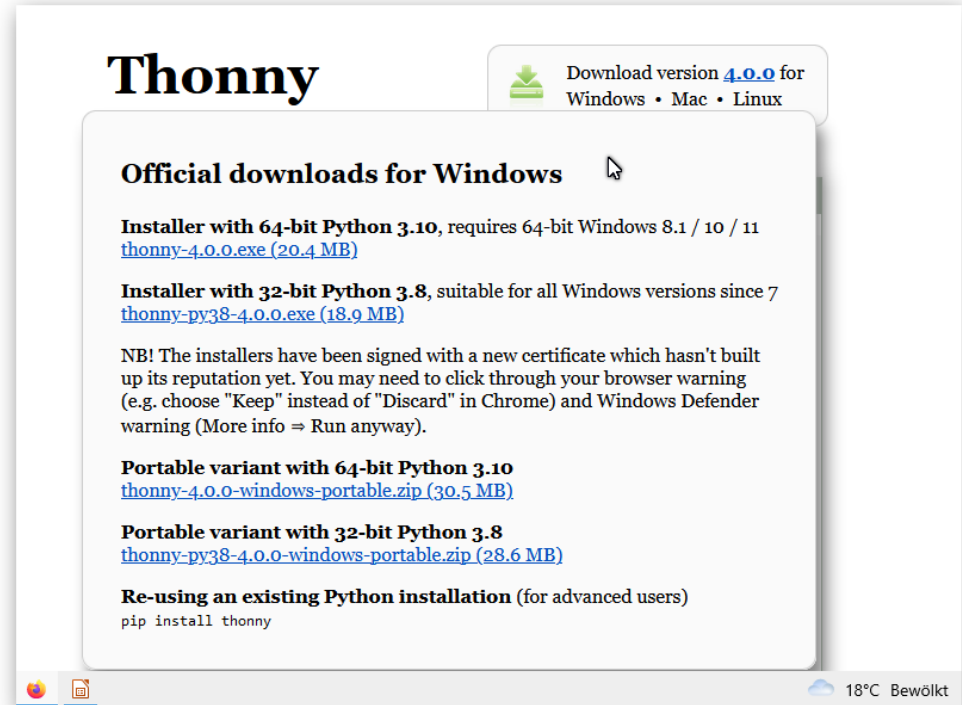 Thonny
Download version 4.0.0 for
Windows • Mac • Linux
Official downloads for Windows
Installer with 64-bit Python 3.10, requires 64-bit Windows 8.1 / 10 / 11
thonny-4.0.0.exe (20.4 MB)
Installer with 32-bit Python 3.8, suitable for all Windows versions since 7
thonny-py38-4.0.0.exe (18.9 MB)
NB! The installers have been signed with a new certificate which hasn't built
up its reputation yet. You may need to click through your browser warning
(e.g. choose "Keep" instead of "Discard" in Chrome) and Windows Defender
warning (More info ⇒ Run anyway).
Portable variant with 64-bit Python 3.10
thonny-4.0.0-windows-portable.zip (30.5 MB)
Portable variant with 32-bit Python 3.8
thonny-py38-4.0.0-windows-portable.zip (28.6 MB)
Re-using an existing Python installation (for advanced users)
pip install thonny
18°C Bewölkt